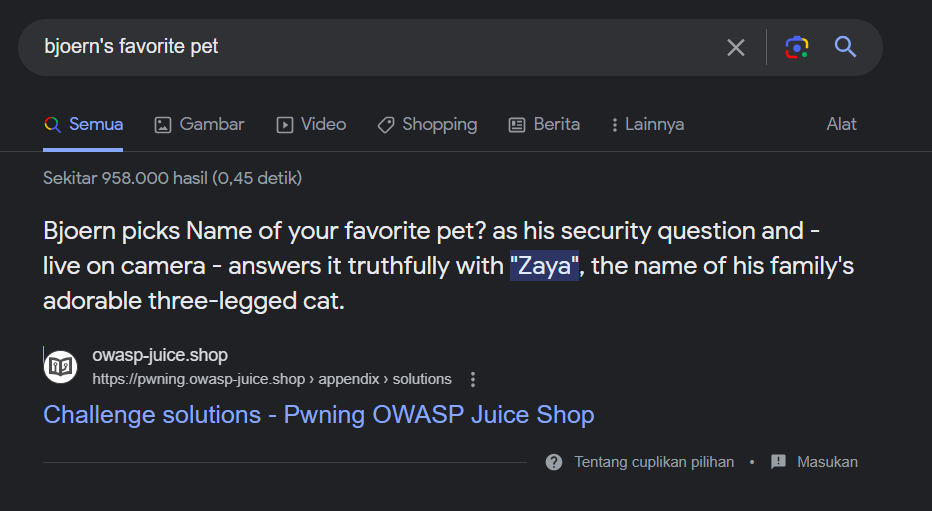 bjoern's favorite pet
Semua Gambar Video Shopping Berita Lainnya Alat
Sekitar 958.000 hasil (0,45 detik)
Bjoern picks Name of your favorite pet? as his security question and -
live on camera - answers it truthfully with "Zaya", the name of his family's
adorable three-legged cat.
owasp-juice.shop
https://pwning.owasp-juice.shop › appendix › solutions
Challenge solutions - Pwning OWASP Juice Shop
Tentang cuplikan pilihan • Masukan